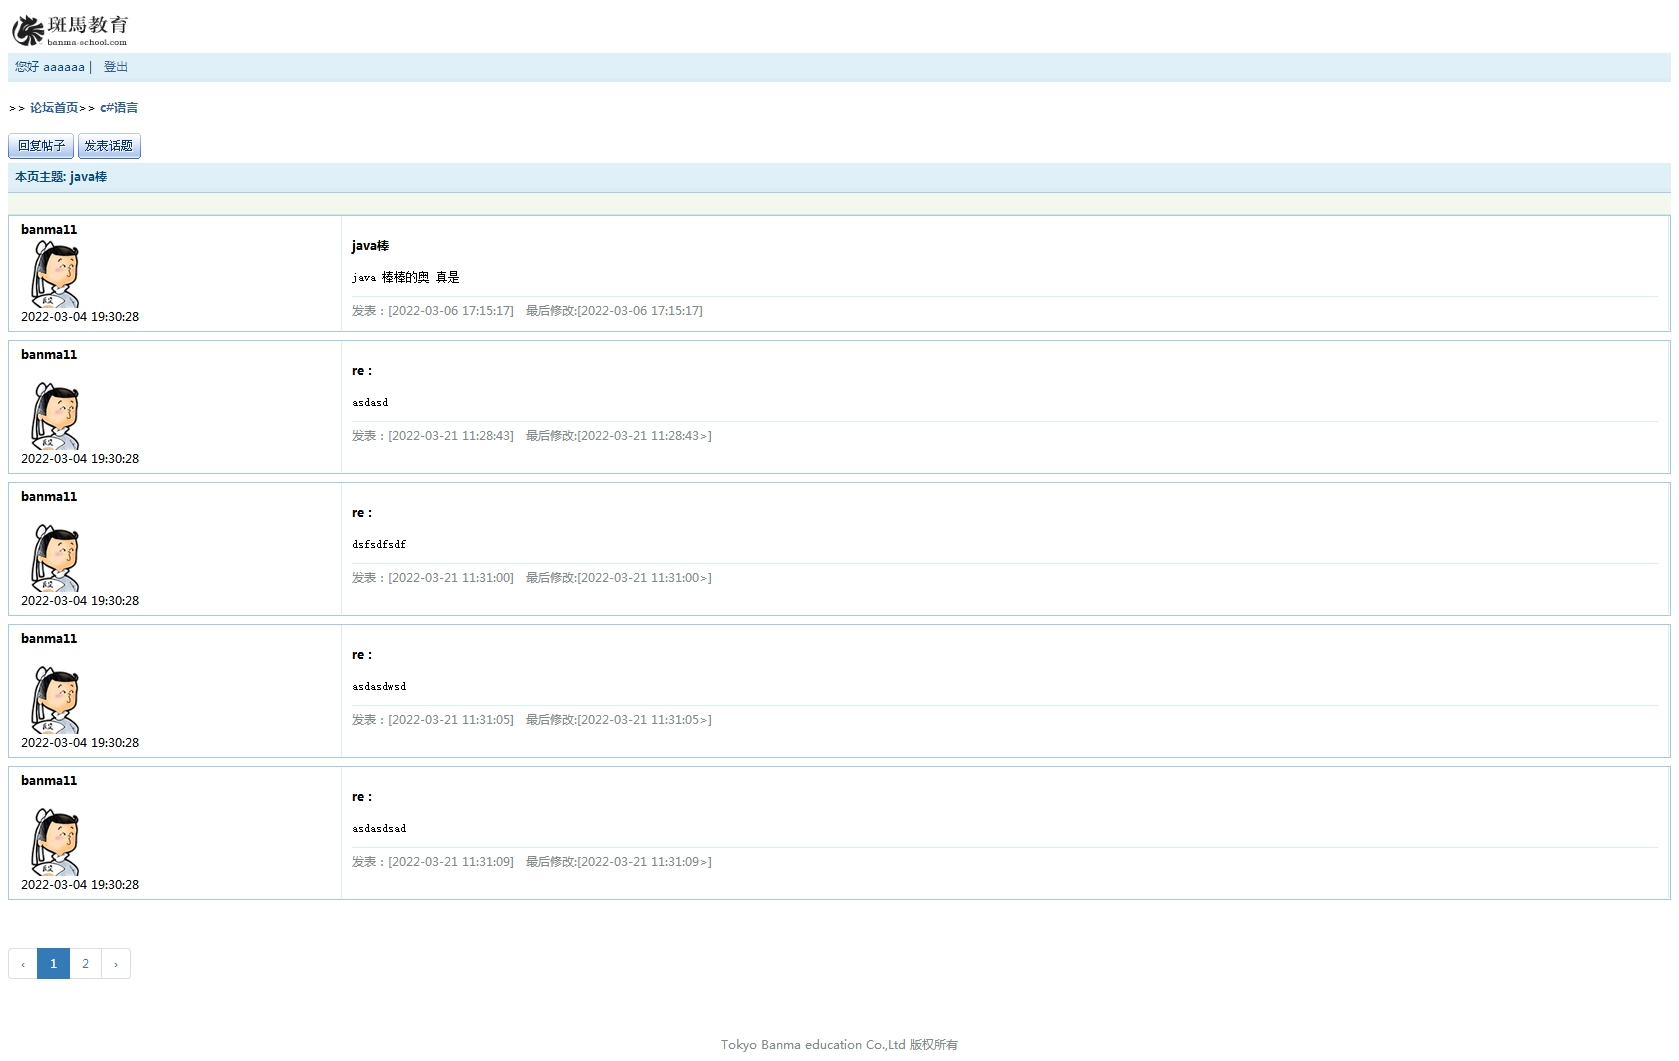 斑馬教育
banma-school.com
您好 aaaaaa | 登出
>> 论坛首页>> c#语言
回复帖子 发表话题
本页主题: java棒
banma11
2022-03-04 19:30:28
java棒
java 棒棒的奥 真是
发表：[2022-03-06 17:15:17] 最后修改:[2022-03-06 17:15:17]
banma11
2022-03-04 19:30:28
re：
asdasd
发表：[2022-03-21 11:28:43] 最后修改:[2022-03-21 11:28:43>]
banma11
2022-03-04 19:30:28
re：
dsfsdfsdf
发表：[2022-03-21 11:31:00] 最后修改:[2022-03-21 11:31:00>]
banma11
2022-03-04 19:30:28
re：
asdasdwsd
发表：[2022-03-21 11:31:05] 最后修改:[2022-03-21 11:31:05>]
banma11
2022-03-04 19:30:28
re：
asdasdsad
发表：[2022-03-21 11:31:09] 最后修改:[2022-03-21 11:31:09>]
‹ 1 2 ›
Tokyo Banma education Co.,Ltd 版权所有